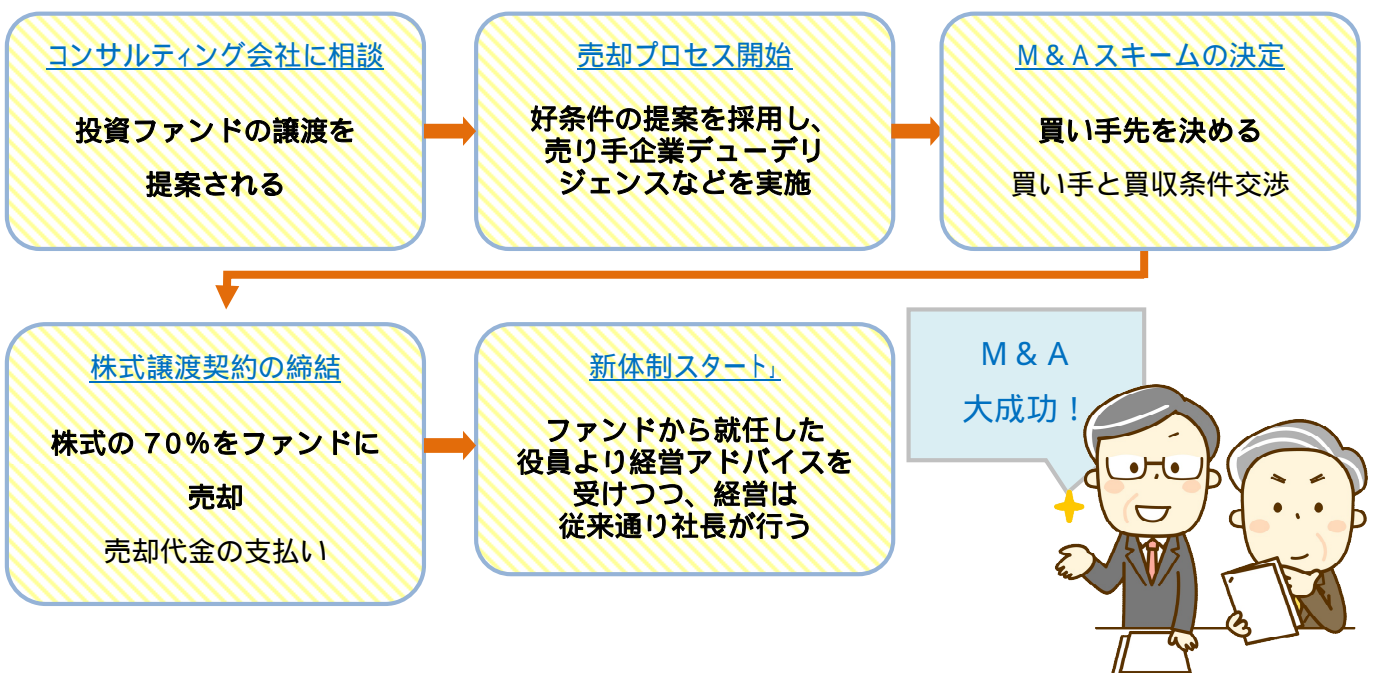 コンサルティング会社に相談
投資ファンドの譲渡を
提案される
売却プロセス開始
好条件の提案を採用し、
売り手企業デューデリ
ジェンスなどを実施
M & A スキームの決定
買い手先を決める
買い手と買収条件交渉
株式譲渡契約の締結
株式の 70%をファンドに
売却
売却代金の支払い
新体制スタート」
ファンドから就任した
役員より経営アドバイスを
受けつつ、経営は
従来通り社長が行う
M & A
大成功！